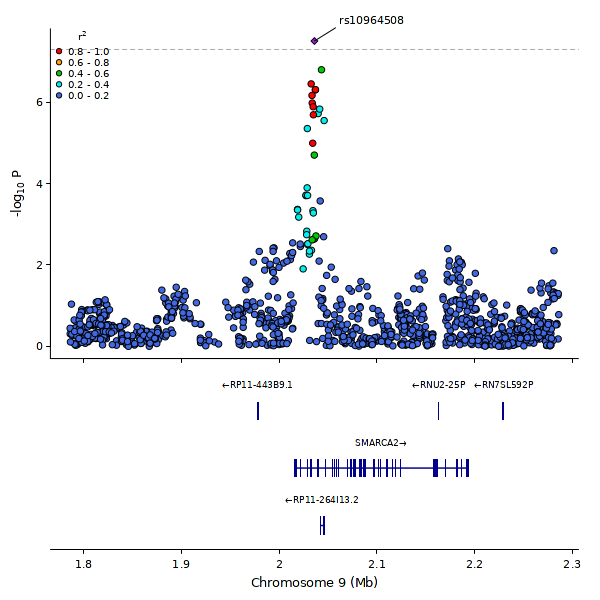 rs10964508
r²
0.8 - 1.0
0.6 - 0.8
0.4 - 0.6
0.2 - 0.4
0.0 - 0.2
-log₁₀ P
6
4
2
0
←RP11-443B9.1
←RNU2-25P
←RN7SL592P
SMARCA2→
←RP11-264I13.2
1.8
1.9
2
2.1
2.2
2.3
Chromosome 9 (Mb)